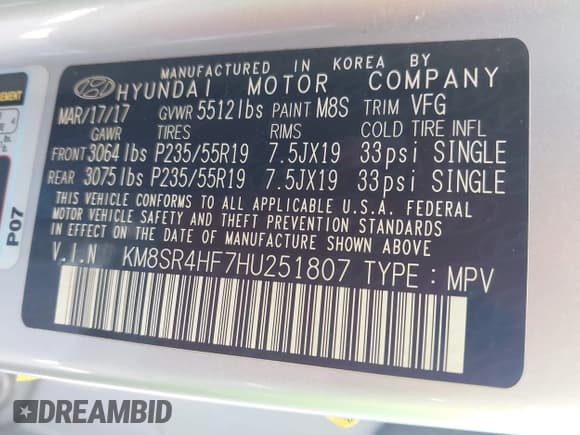 MANUFACTURED IN KOREA BY
HYUNDAI MOTOR COMPANY
MAR/17/17 GVWR 5512lbs PAINT M8S TRIM VFG
GAWR TIRES RIMS COLD TIRE INFL
FRONT 3064lbs P235/55R19 7.5JX19 33psi SINGLE
REAR 3075lbs P235/55R19 7.5JX19 33psi SINGLE
THIS VEHICLE CONFORMS TO ALL APPLICABLE U.S.A. FEDERAL
MOTOR VEHICLE SAFETY AND THEFT PREVENTION STANDARDS
IN EFFECT ON THE DATE OF MANUFACTURE SHOWN ABOVE.
V.I.N KM8SR4HF7HU251807 TYPE : MPV
P07
DREAMBID